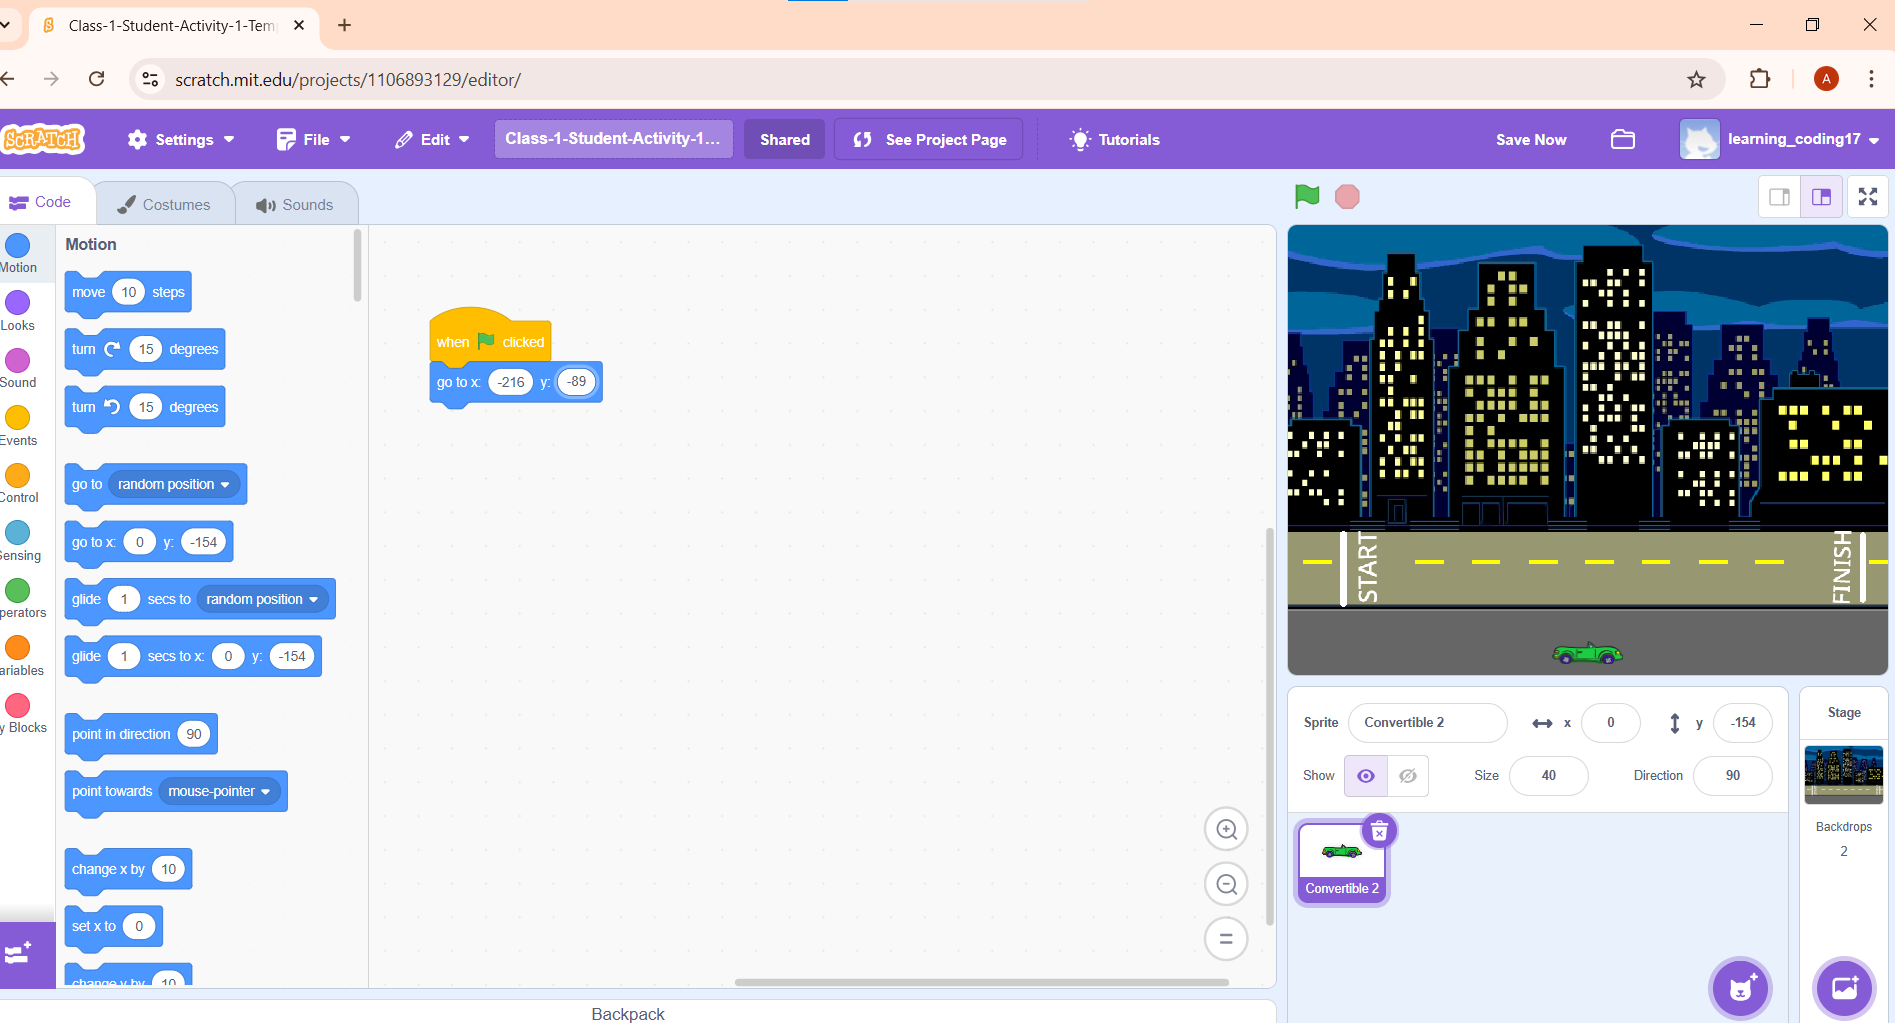 Class-1-Student-Activity-1-Tem
scratch.mit.edu/projects/1106893129/editor/
A
SCRATCH
Settings
File
Edit
Class-1-Student-Activity-1...
Shared
See Project Page
Tutorials
Save Now
learning_coding17
Code
Costumes
Sounds
Motion
Looks
Sound
Events
Control
Sensing
perators
ariables
y Blocks
Motion
move 10 steps
turn 15 degrees
turn 15 degrees
go to random position
go to x: 0 y: -154
glide 1 secs to random position
glide 1 secs to x: 0 y: -154
point in direction 90
point towards mouse-pointer
change x by 10
set x to 0
change y by 10
when clicked
go to x: -216 y: -89
START
FINISH
Sprite Convertible 2 x 0 y -154
Show Size 40 Direction 90
Convertible 2
Stage
Backdrops
2
Backpack